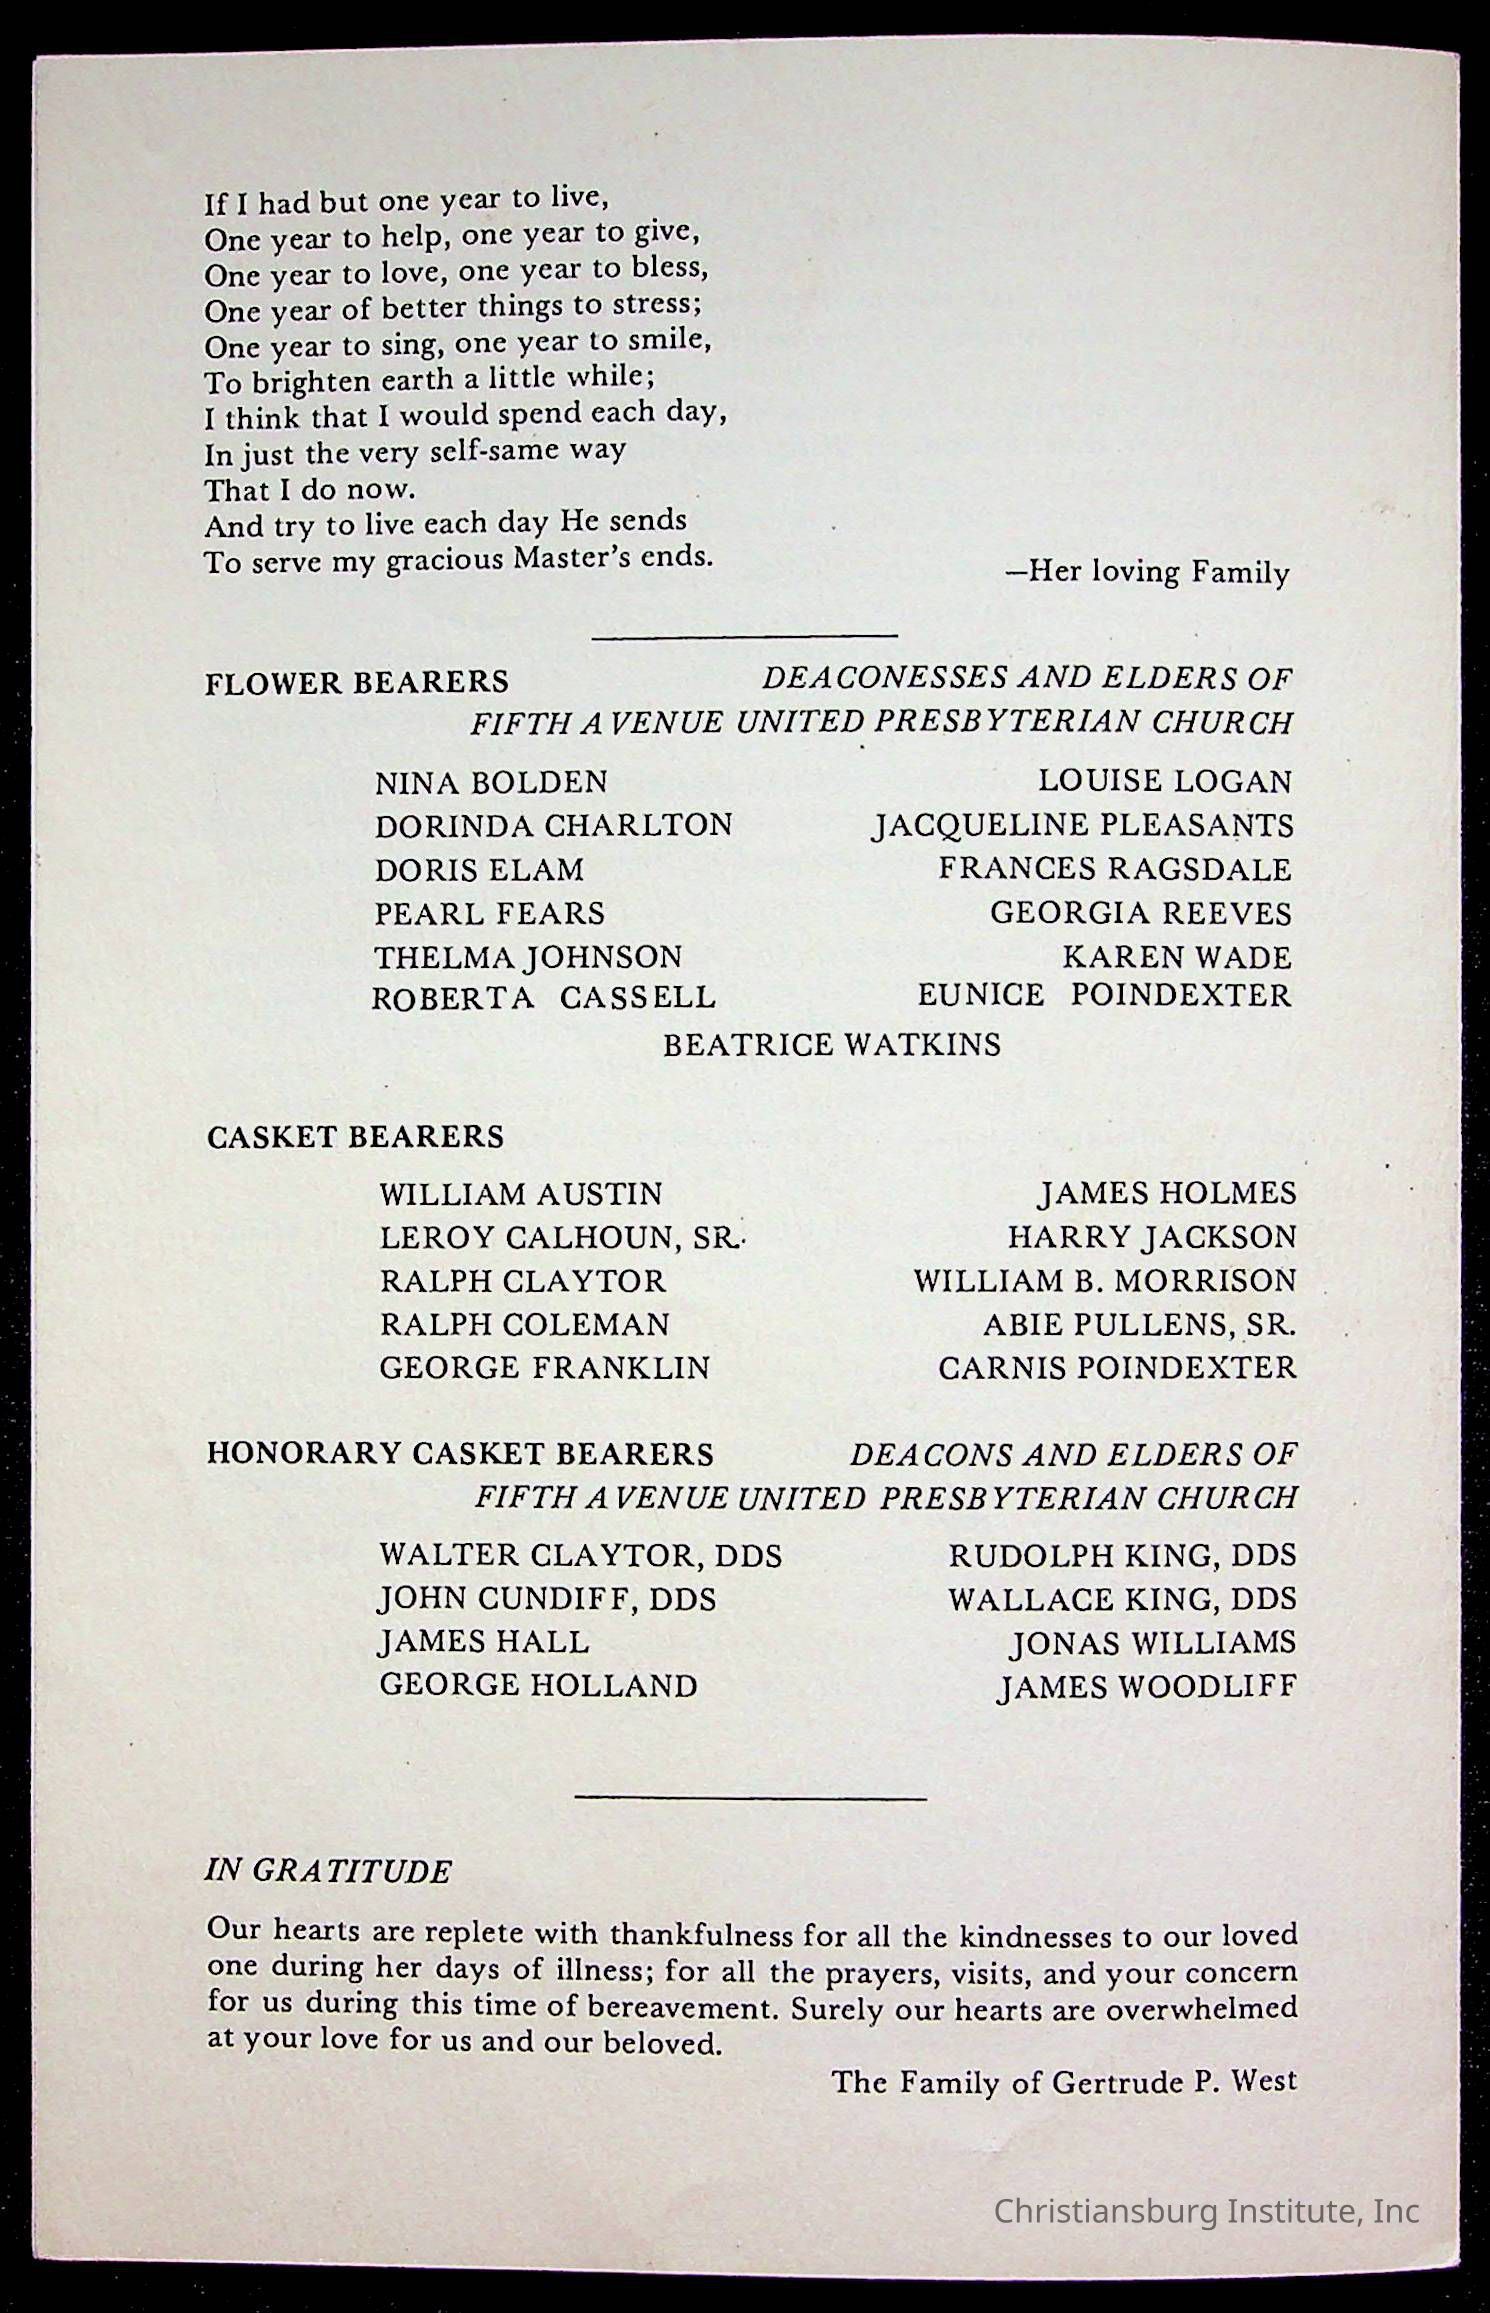 If I had but one year to live,
One year to help, one year to give,
One year to love, one year to bless,
One year of better things to stress;
One year to sing, one year to smile,
To brighten earth a little while;
I think that I would spend each day,
In just the very self-same way
That I do now.
And try to live each day He sends
To serve my gracious Master's ends.
—Her loving Family
FLOWER BEARERS DEACONESSES AND ELDERS OF
FIFTH AVENUE UNITED PRESBYTERIAN CHURCH
NINA BOLDEN LOUISE LOGAN
DORINDA CHARLTON JACQUELINE PLEASANTS
DORIS ELAM FRANCES RAGSDALE
PEARL FEARS GEORGIA REEVES
THELMA JOHNSON KAREN WADE
ROBERTA CASSELL EUNICE POINDEXTER
BEATRICE WATKINS
CASKET BEARERS
WILLIAM AUSTIN JAMES HOLMES
LEROY CALHOUN, SR. HARRY JACKSON
RALPH CLAYTOR WILLIAM B. MORRISON
RALPH COLEMAN ABIE PULLENS, SR.
GEORGE FRANKLIN CARNIS POINDEXTER
HONORARY CASKET BEARERS DEACONS AND ELDERS OF
FIFTH AVENUE UNITED PRESBYTERIAN CHURCH
WALTER CLAYTOR, DDS RUDOLPH KING, DDS
JOHN CUNDIFF, DDS WALLACE KING, DDS
JAMES HALL JONAS WILLIAMS
GEORGE HOLLAND JAMES WOODLIFF
IN GRATITUDE
Our hearts are replete with thankfulness for all the kindnesses to our loved
one during her days of illness; for all the prayers, visits, and your concern
for us during this time of bereavement. Surely our hearts are overwhelmed
at your love for us and our beloved.
The Family of Gertrude P. West
Christiansburg Institute, Inc